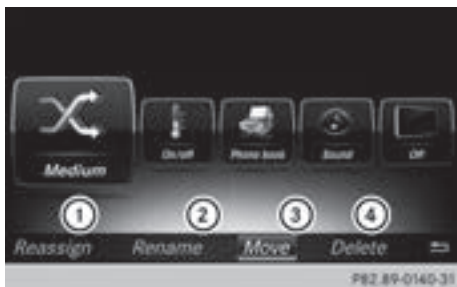 Medium
On/off
Phone book
Sound
Off
1 2 3 4
Reassign Rename Move Delete
P82.89-0140-31